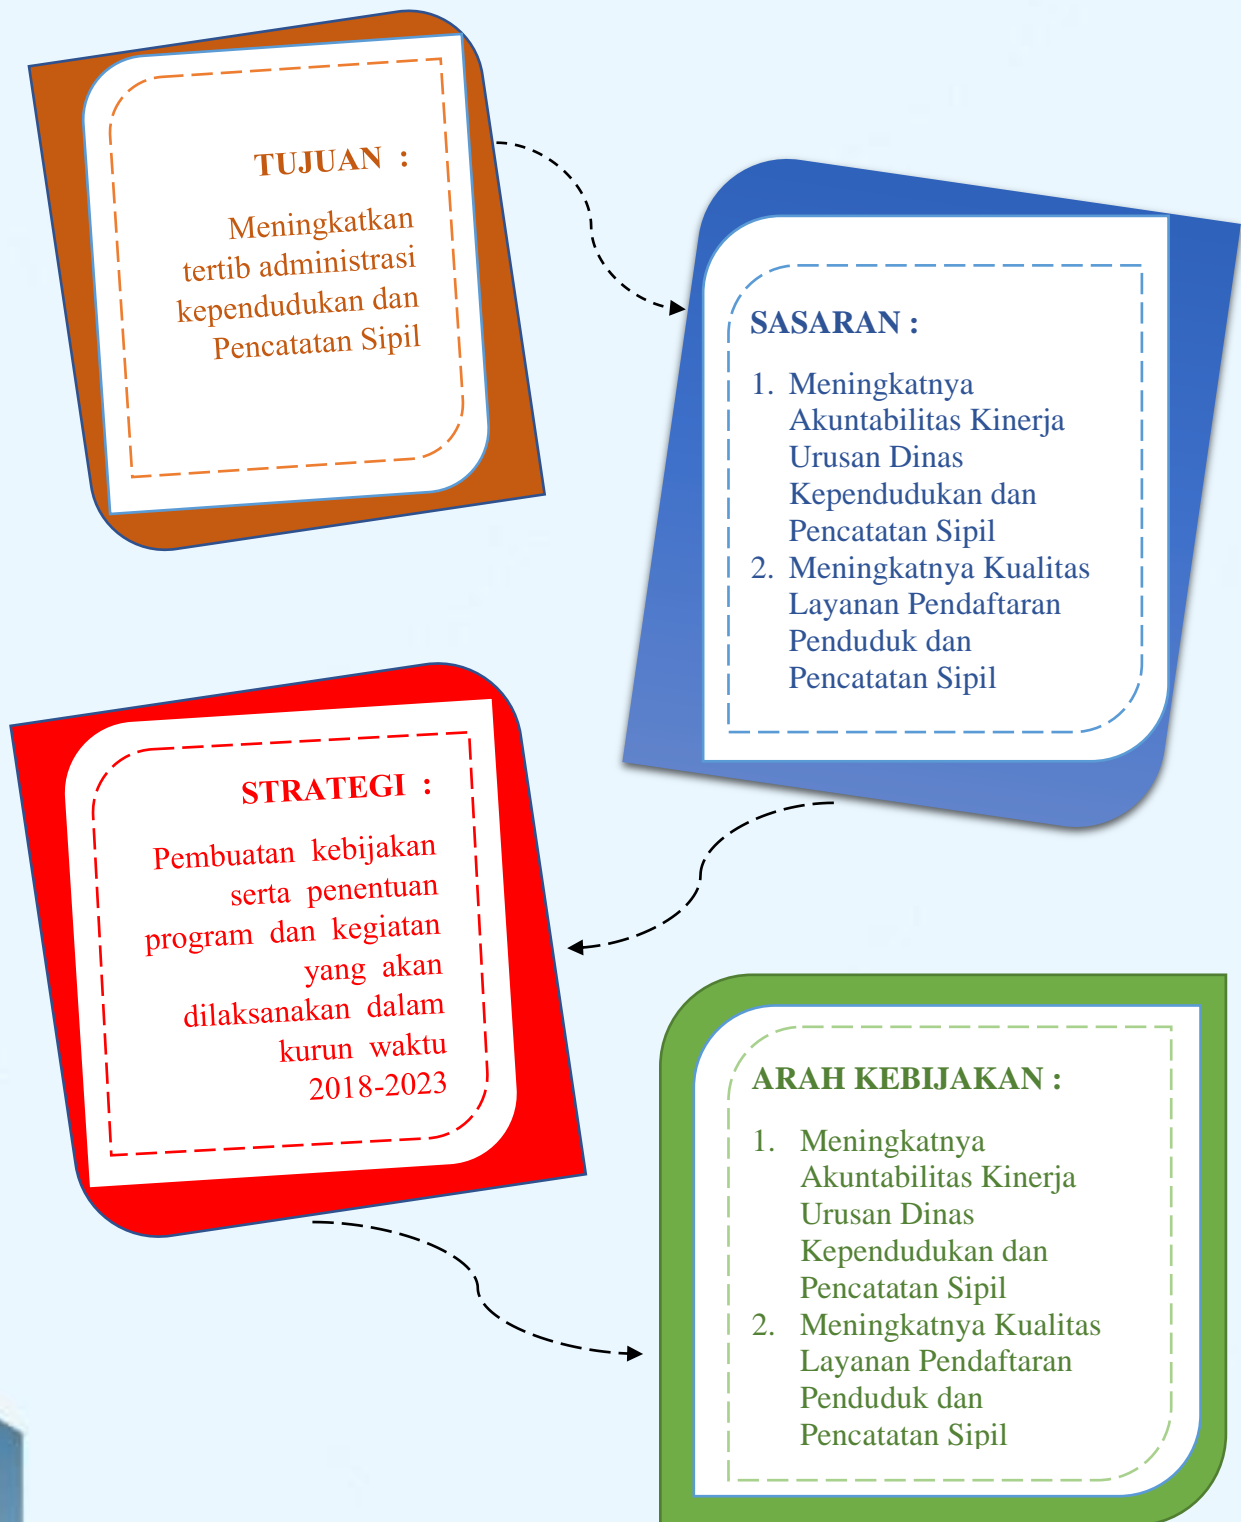 TUJUAN :
Meningkatkan
tertib administrasi
kependudukan dan
Pencatatan Sipil
SASARAN :
1. Meningkatnya
Akuntabilitas Kinerja
Urusan Dinas
Kependudukan dan
Pencatatan Sipil
2. Meningkatnya Kualitas
Layanan Pendaftaran
Penduduk dan
Pencatatan Sipil
STRATEGI :
Pembuatan kebijakan
serta penentuan
program dan kegiatan
yang akan
dilaksanakan dalam
kurun waktu
2018-2023
ARAH KEBIJAKAN :
1. Meningkatnya
Akuntabilitas Kinerja
Urusan Dinas
Kependudukan dan
Pencatatan Sipil
2. Meningkatnya Kualitas
Layanan Pendaftaran
Penduduk dan
Pencatatan Sipil